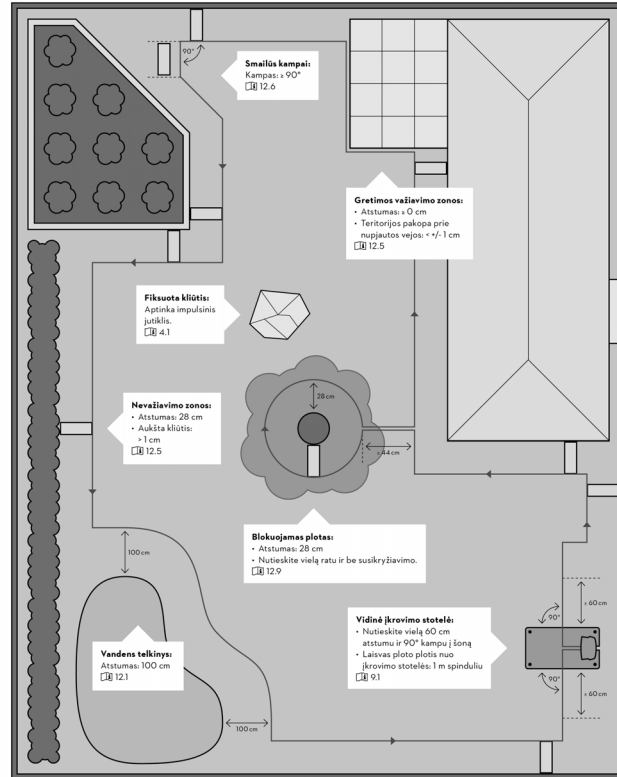 90°
Smailūs kampai:
Kampas: ≥ 90°
12.6
Gretimos važiavimo zonos:
• Atstumas: ≥ 0 cm
• Teritorijos pakopa prie
nupjautos vejos: < +/- 1 cm
12.5
Fiksuota kliūtis:
Aptinka impulsinis
jutiklis.
4.1
28 cm
Nevažiavimo zonos:
• Atstumas: 28 cm
• Aukšta kliūtis:
> 1 cm
12.5
≥ 44 cm
Blokuojamas plotas:
• Atstumas: 28 cm
• Nutieskite vielą ratu ir be susikryžiavimo.
12.9
100 cm
Vidinė įkrovimo stotelė:
• Nutieskite vielą 60 cm
atstumu ir 90° kampu į šoną
• Laisvas ploto plotis nuo
įkrovimo stotelės: 1 m spinduliu
9.1
90°
≥ 60 cm
Vandens telkinys:
Atstumas: 100 cm
12.1
90°
≥ 60 cm
100 cm